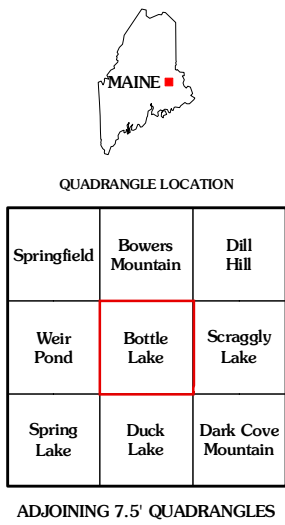 MAINE
QUADRANGLE LOCATION
Springfield
Bowers
Mountain
Dill
Hill
Weir
Pond
Bottle
Lake
Scraggly
Lake
Spring
Lake
Duck
Lake
Dark Cove
Mountain
ADJOINING 7.5' QUADRANGLES